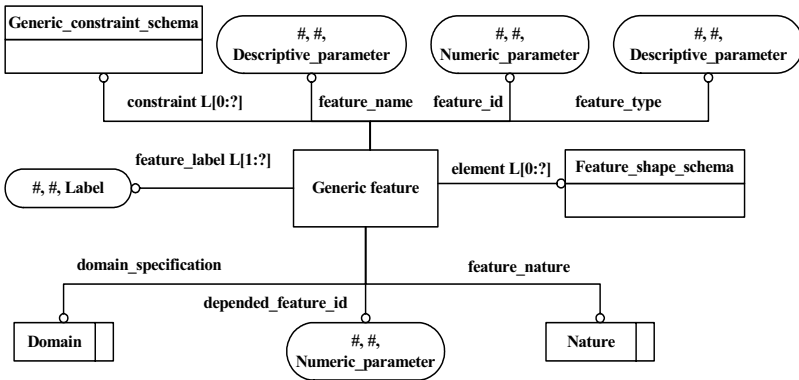 Generic_constraint_schema
#, #,
Descriptive_parameter
#, #,
Numeric_parameter
#, #,
Descriptive_parameter
constraint L[0:?]
feature_name
feature_id
feature_type
feature_label L[1:?]
#, #, Label
Generic feature
element L[0:?]
Feature_shape_schema
domain_specification
feature_nature
depended_feature_id
Domain
#, #,
Numeric_parameter
Nature